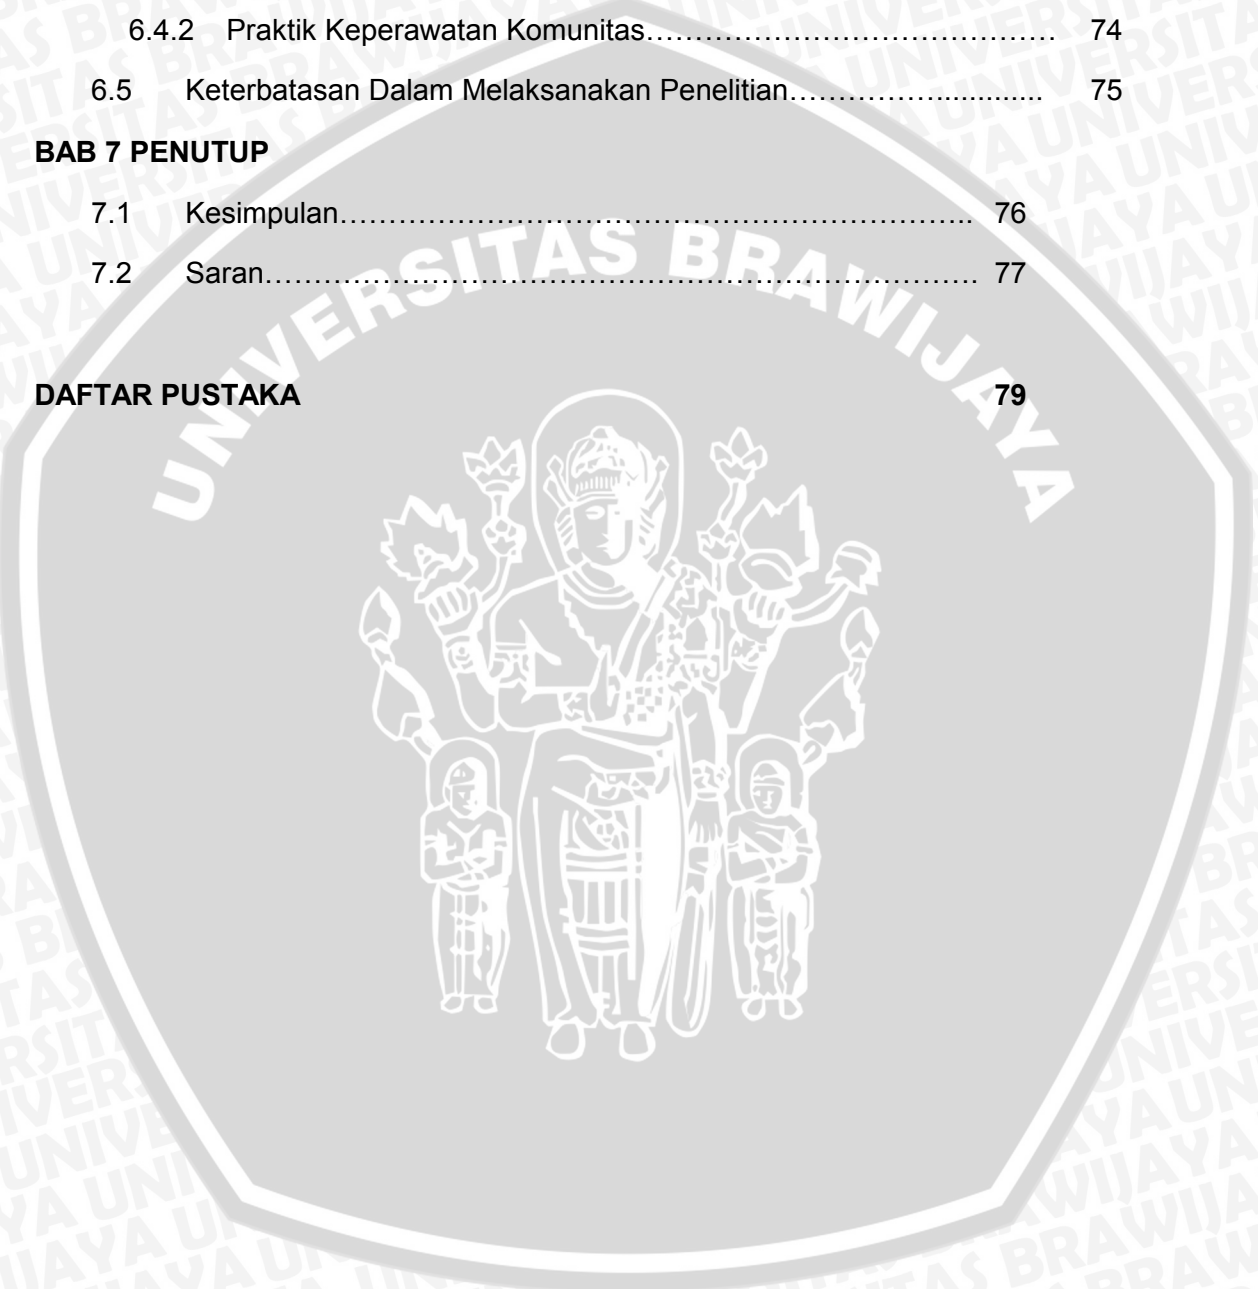 6.4.2 Praktik Keperawatan Komunitas…………………………………… 74
6.5 Keterbatasan Dalam Melaksanakan Penelitian……………............. 75
BAB 7 PENUTUP
7.1 Kesimpulan……………………………………………………….. 76
7.2 Saran………………………………………………………………. 77
UNIVERSITAS BRAWIJAYA
DAFTAR PUSTAKA 79